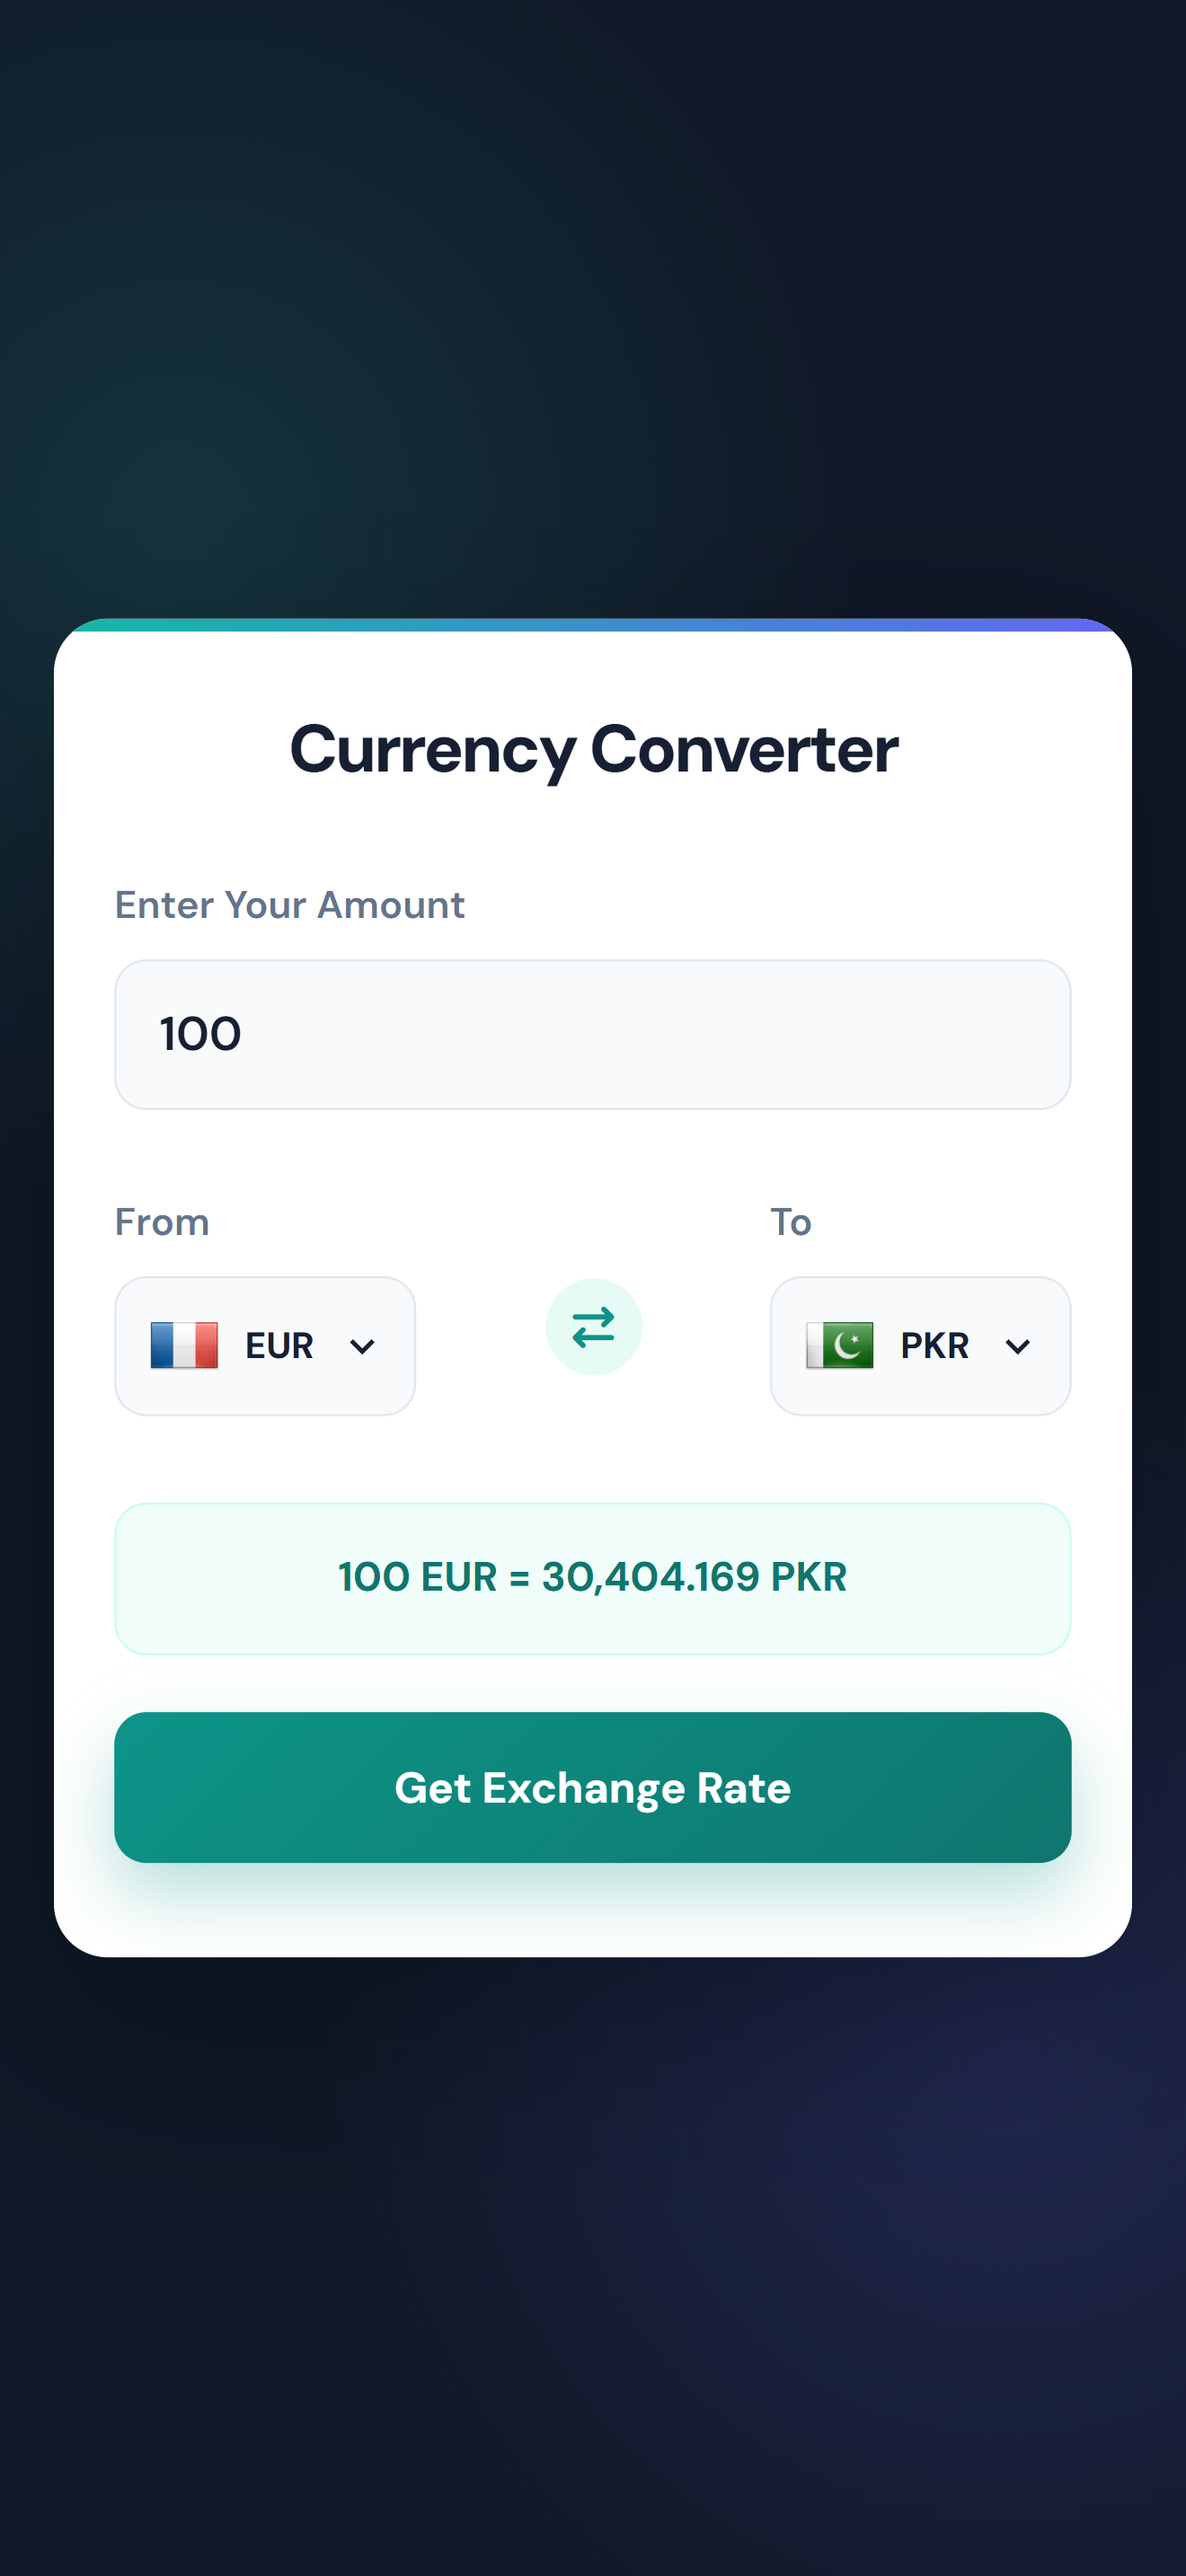 Currency Converter
Enter Your Amount
100
From To
EUR PKR
100 EUR = 30,404.169 PKR
Get Exchange Rate